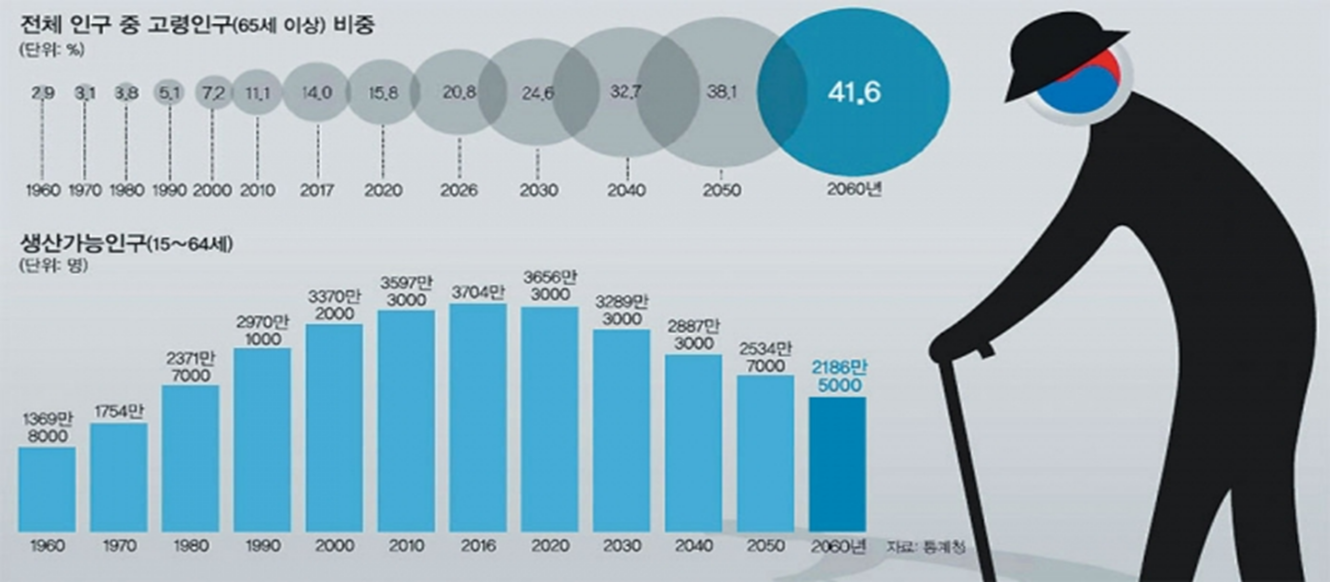 전체 인구 중 고령인구(65세 이상) 비중
(단위: %)
2.9 3.1 3.8 5.1 7.2 11.1 14.0 15.8 20.8 24.6 32.7 38.1 41.6
1960 1970 1980 1990 2000 2010 2017 2020 2026 2030 2040 2050 2060년
생산가능인구(15~64세)
(단위: 명)
1369만
8000
1754만
2371만
7000
2970만
1000
3370만
2000
3597만
3000
3704만
3656만
3000
3289만
3000
2887만
3000
2534만
7000
2186만
5000
1960 1970 1980 1990 2000 2010 2016 2020 2030 2040 2050 2060년 자료: 통계청